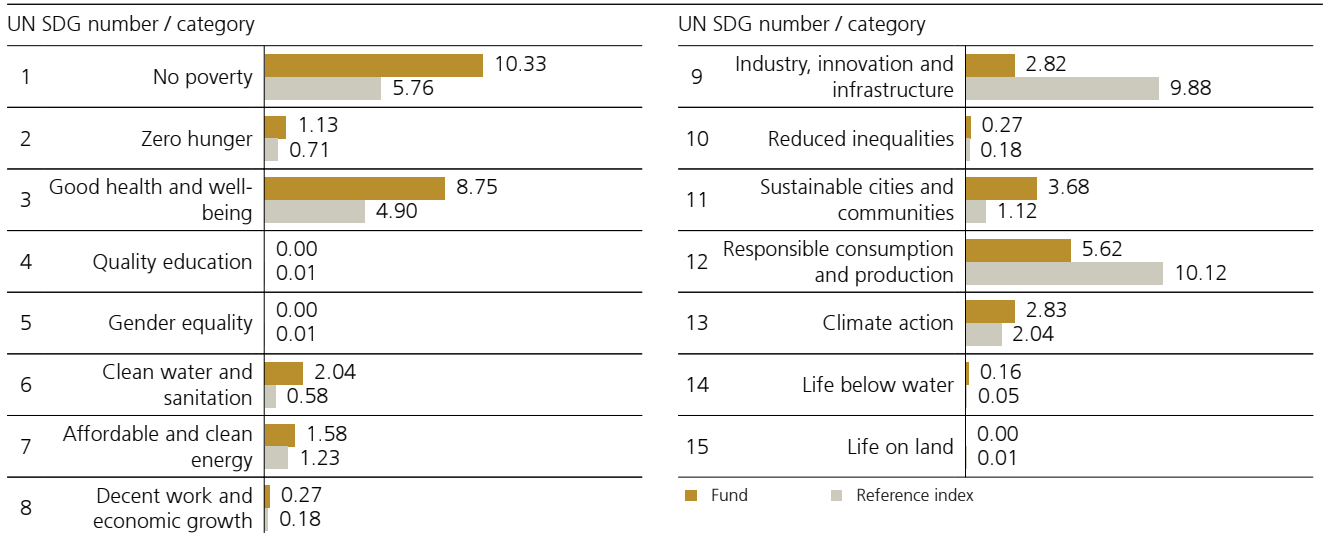 UN SDG number / category
1
No poverty
10.33
5.76
2
Zero hunger
1.13
0.71
3
Good health and well-
being
8.75
4.90
4
Quality education
0.00
0.01
5
Gender equality
0.00
0.01
6
Clean water and
sanitation
2.04
0.58
7
Affordable and clean
energy
1.58
1.23
8
Decent work and
economic growth
0.27
0.18
UN SDG number / category
9
Industry, innovation and
infrastructure
2.82
9.88
10
Reduced inequalities
0.27
0.18
11
Sustainable cities and
communities
3.68
1.12
12
Responsible consumption
and production
5.62
10.12
13
Climate action
2.83
2.04
14
Life below water
0.16
0.05
15
Life on land
0.00
0.01
Fund
Reference index